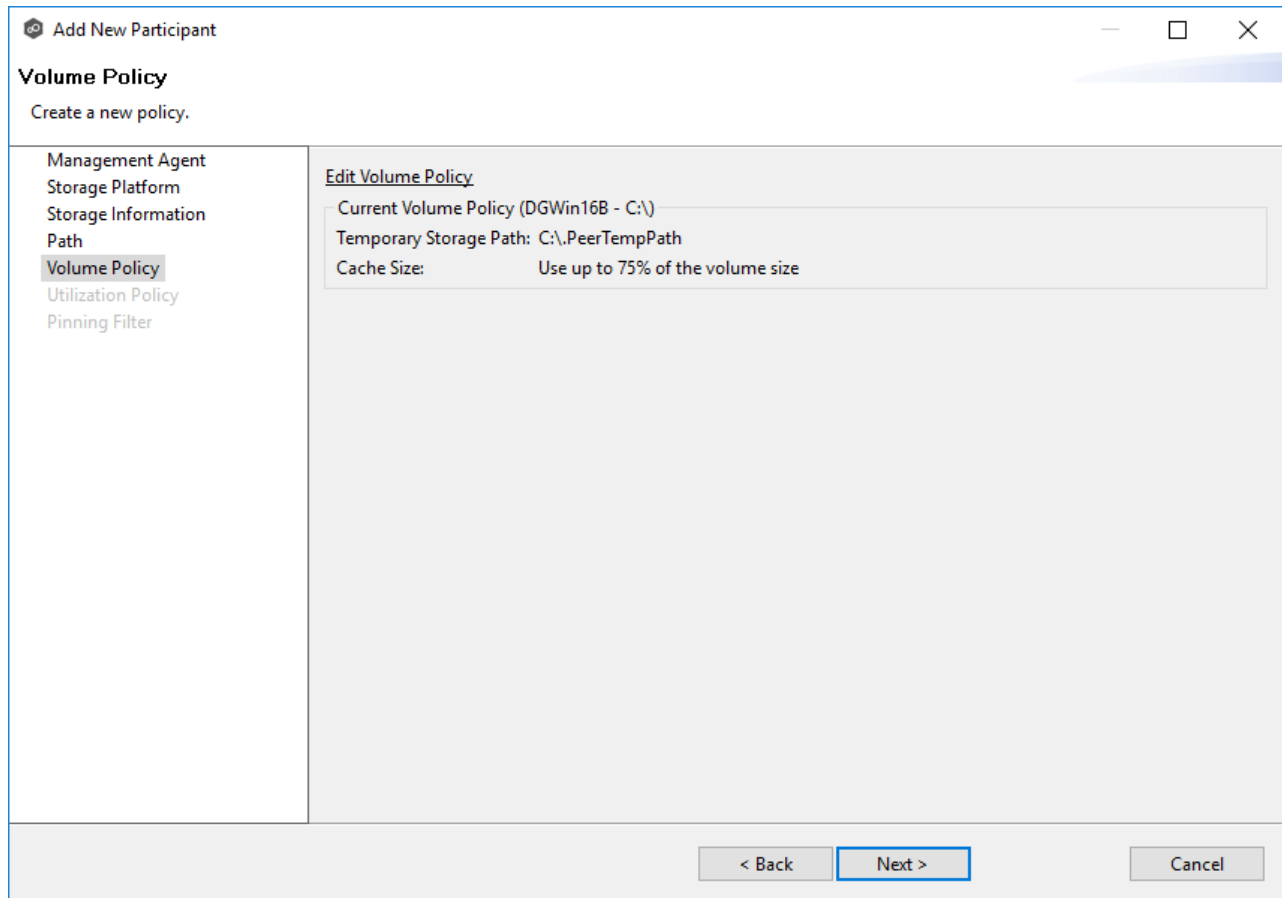 Add New Participant
Volume Policy
Create a new policy.
Management Agent
Storage Platform
Storage Information
Path
Volume Policy
Utilization Policy
Pinning Filter
Edit Volume Policy
Current Volume Policy (DGWin16B - C:\)
Temporary Storage Path: C:\.PeerTempPath
Cache Size: Use up to 75% of the volume size
< Back Next > Cancel